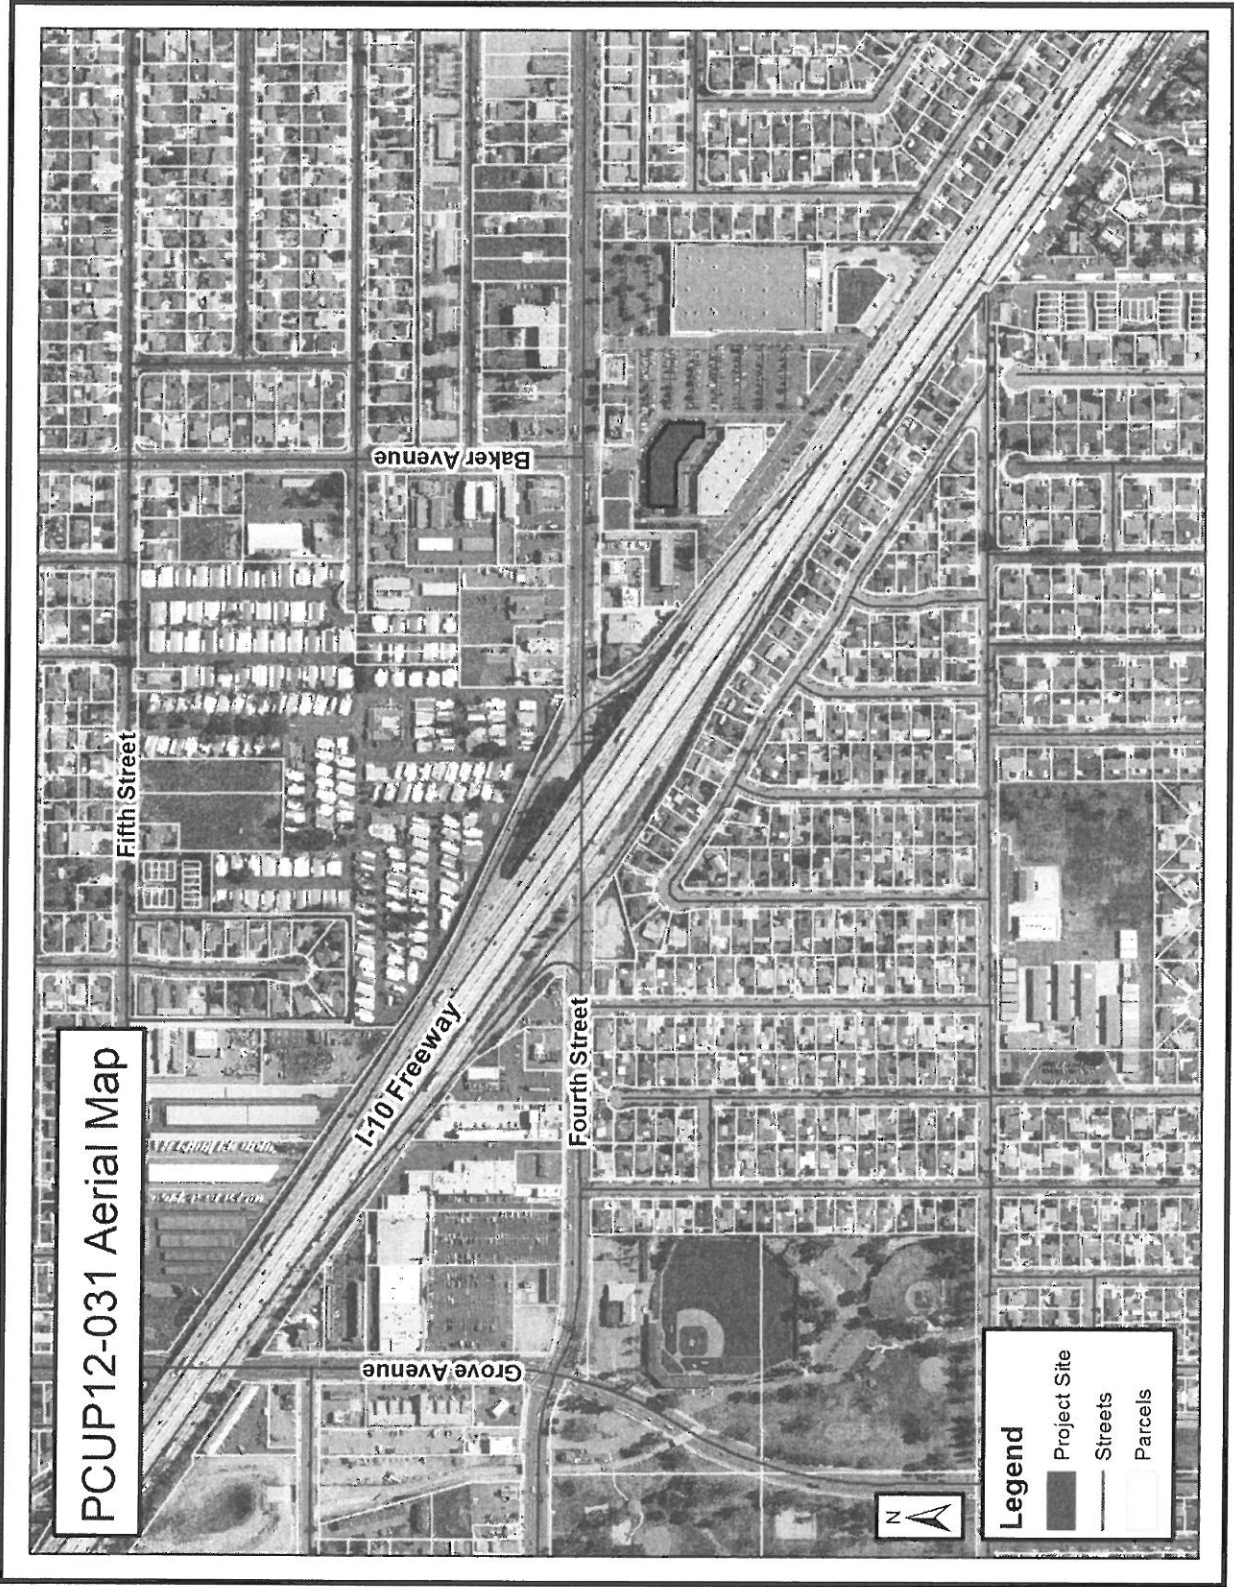 PCUP12-031 Aerial Map
Fifth Street
Baker Avenue
I-10 Freeway
Fourth Street
Grove Avenue
N
Legend
Project Site
Streets
Parcels